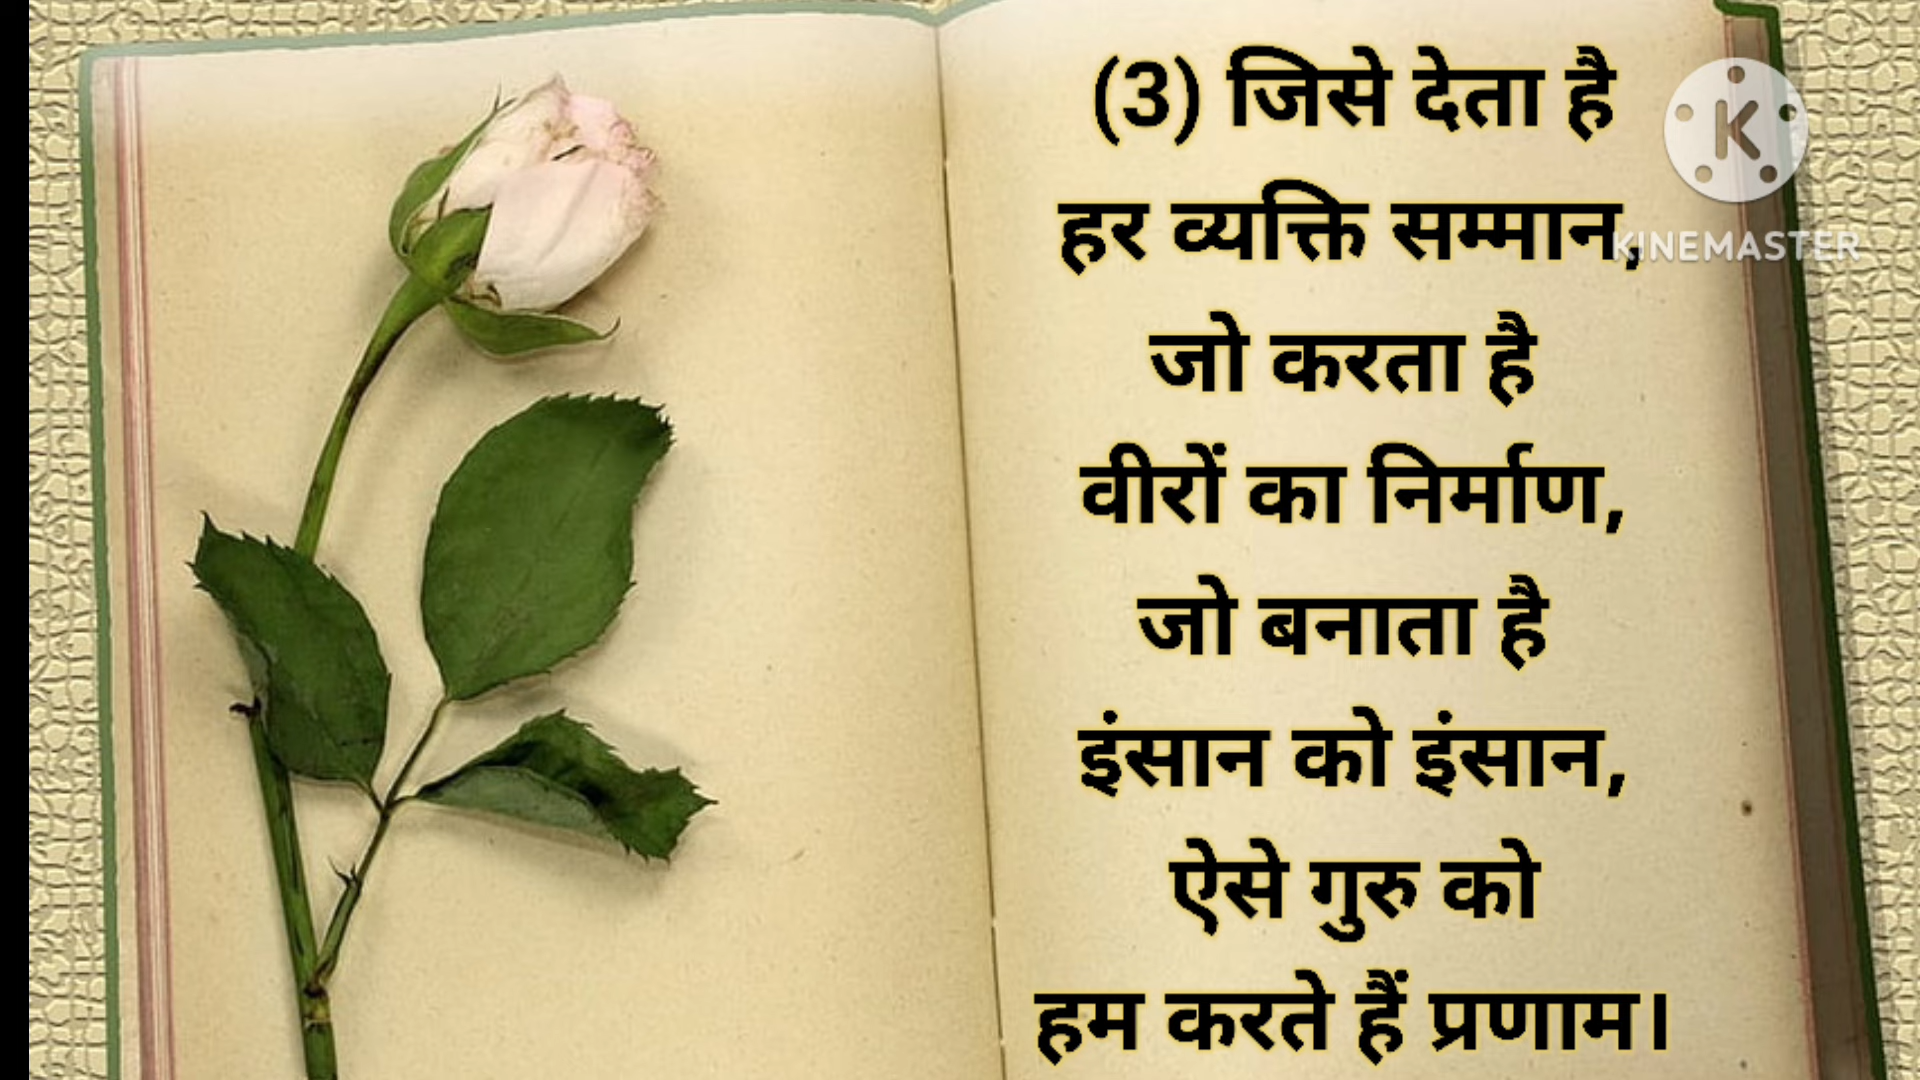 (3) जिसे देता है
हर व्यक्ति सम्मान,
जो करता है
वीरों का निर्माण,
जो बनाता है
इंसान को इंसान,
ऐसे गुरु को
हम करते हैं प्रणाम।
K
KINEMASTER